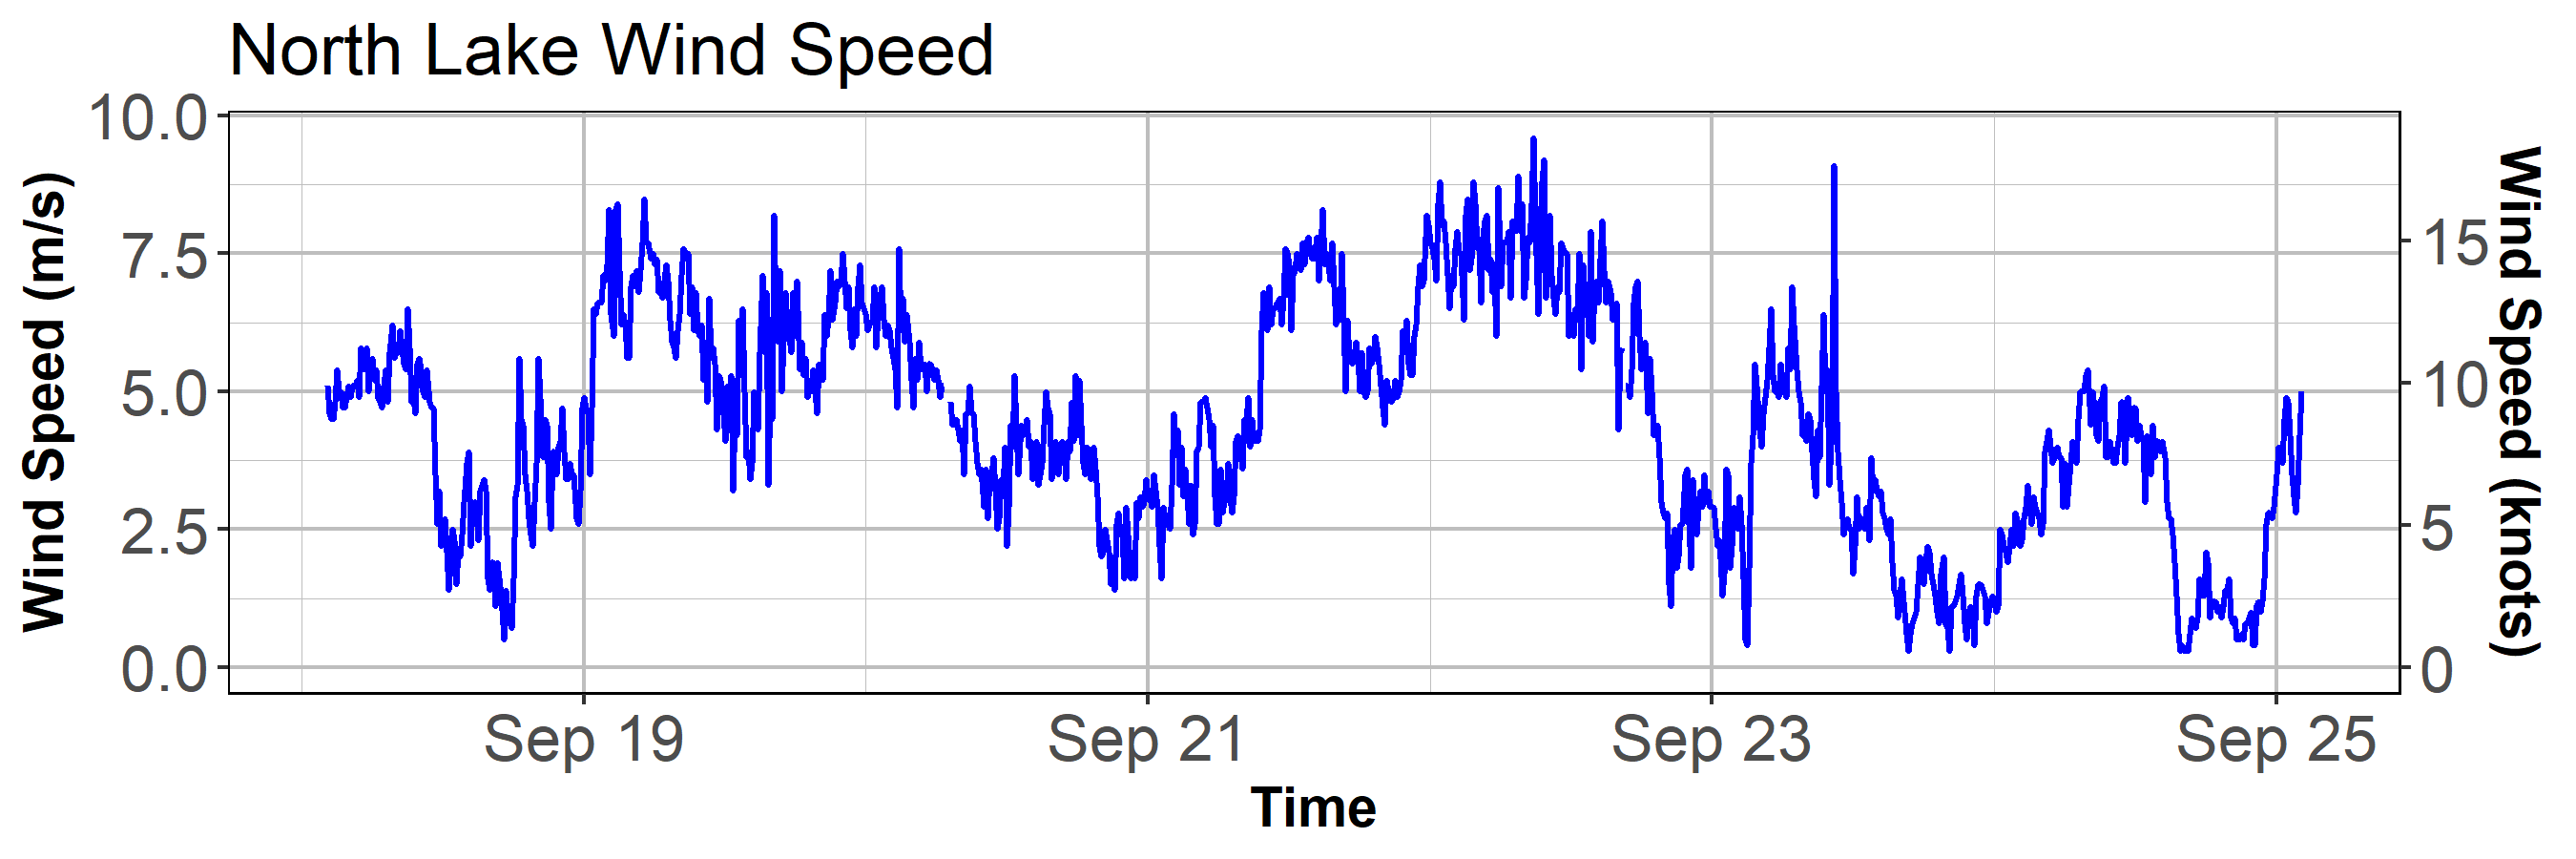 North Lake Wind Speed
Wind Speed (m/s)
10.0
7.5
5.0
2.5
0.0
Wind Speed (knots)
15
10
5
0
Sep 19
Sep 21
Sep 23
Sep 25
Time